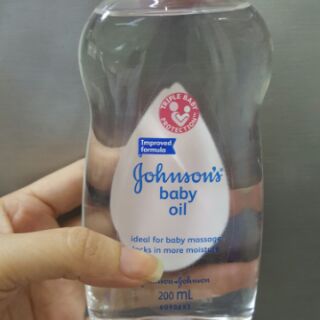 TRIPLE BABY
PROTECTION™
Improved
formula
Johnson's®
baby
oil
ideal for baby massage
locks in more moisture
Johnson & Johnson
200 mL